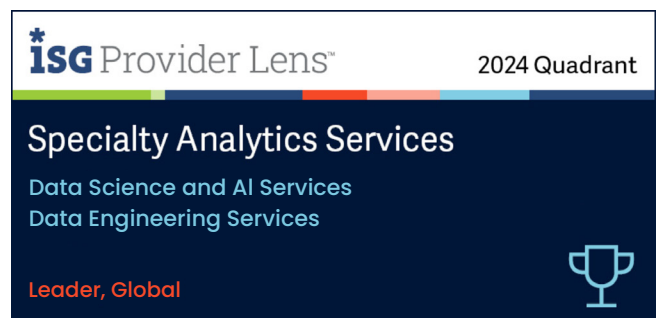 ISG Provider Lens™
2024 Quadrant
Specialty Analytics Services
Data Science and AI Services
Data Engineering Services
Leader, Global